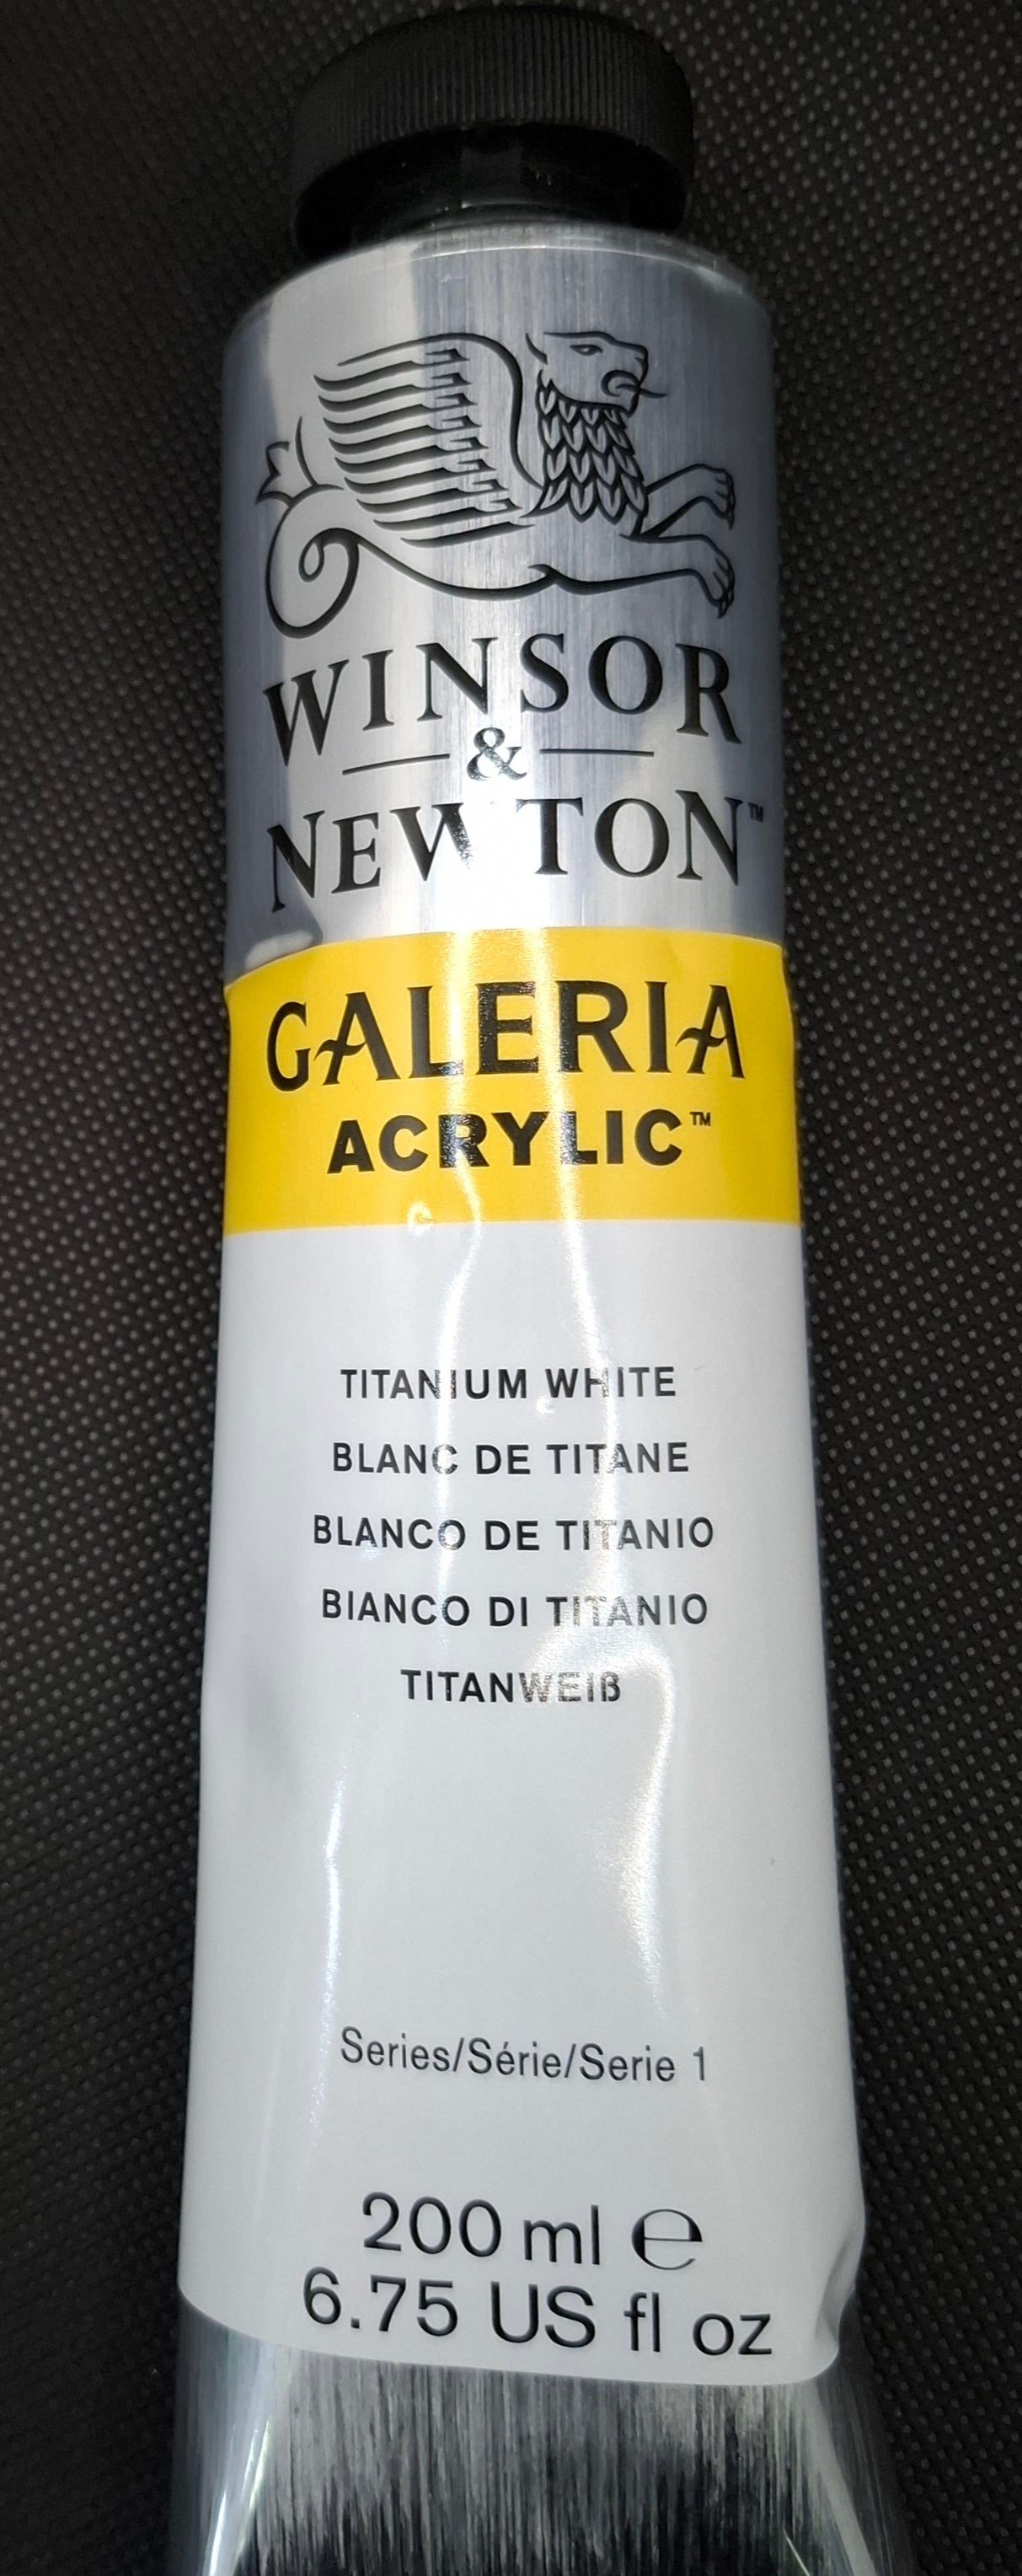 WINSOR
&
NEWTON™
GALERIA
ACRYLIC™
TITANIUM WHITE
BLANC DE TITANE
BLANCO DE TITANIO
BIANCO DI TITANIO
TITANWEIß
Series/Série/Serie 1
200 ml ℮
6.75 US fl oz